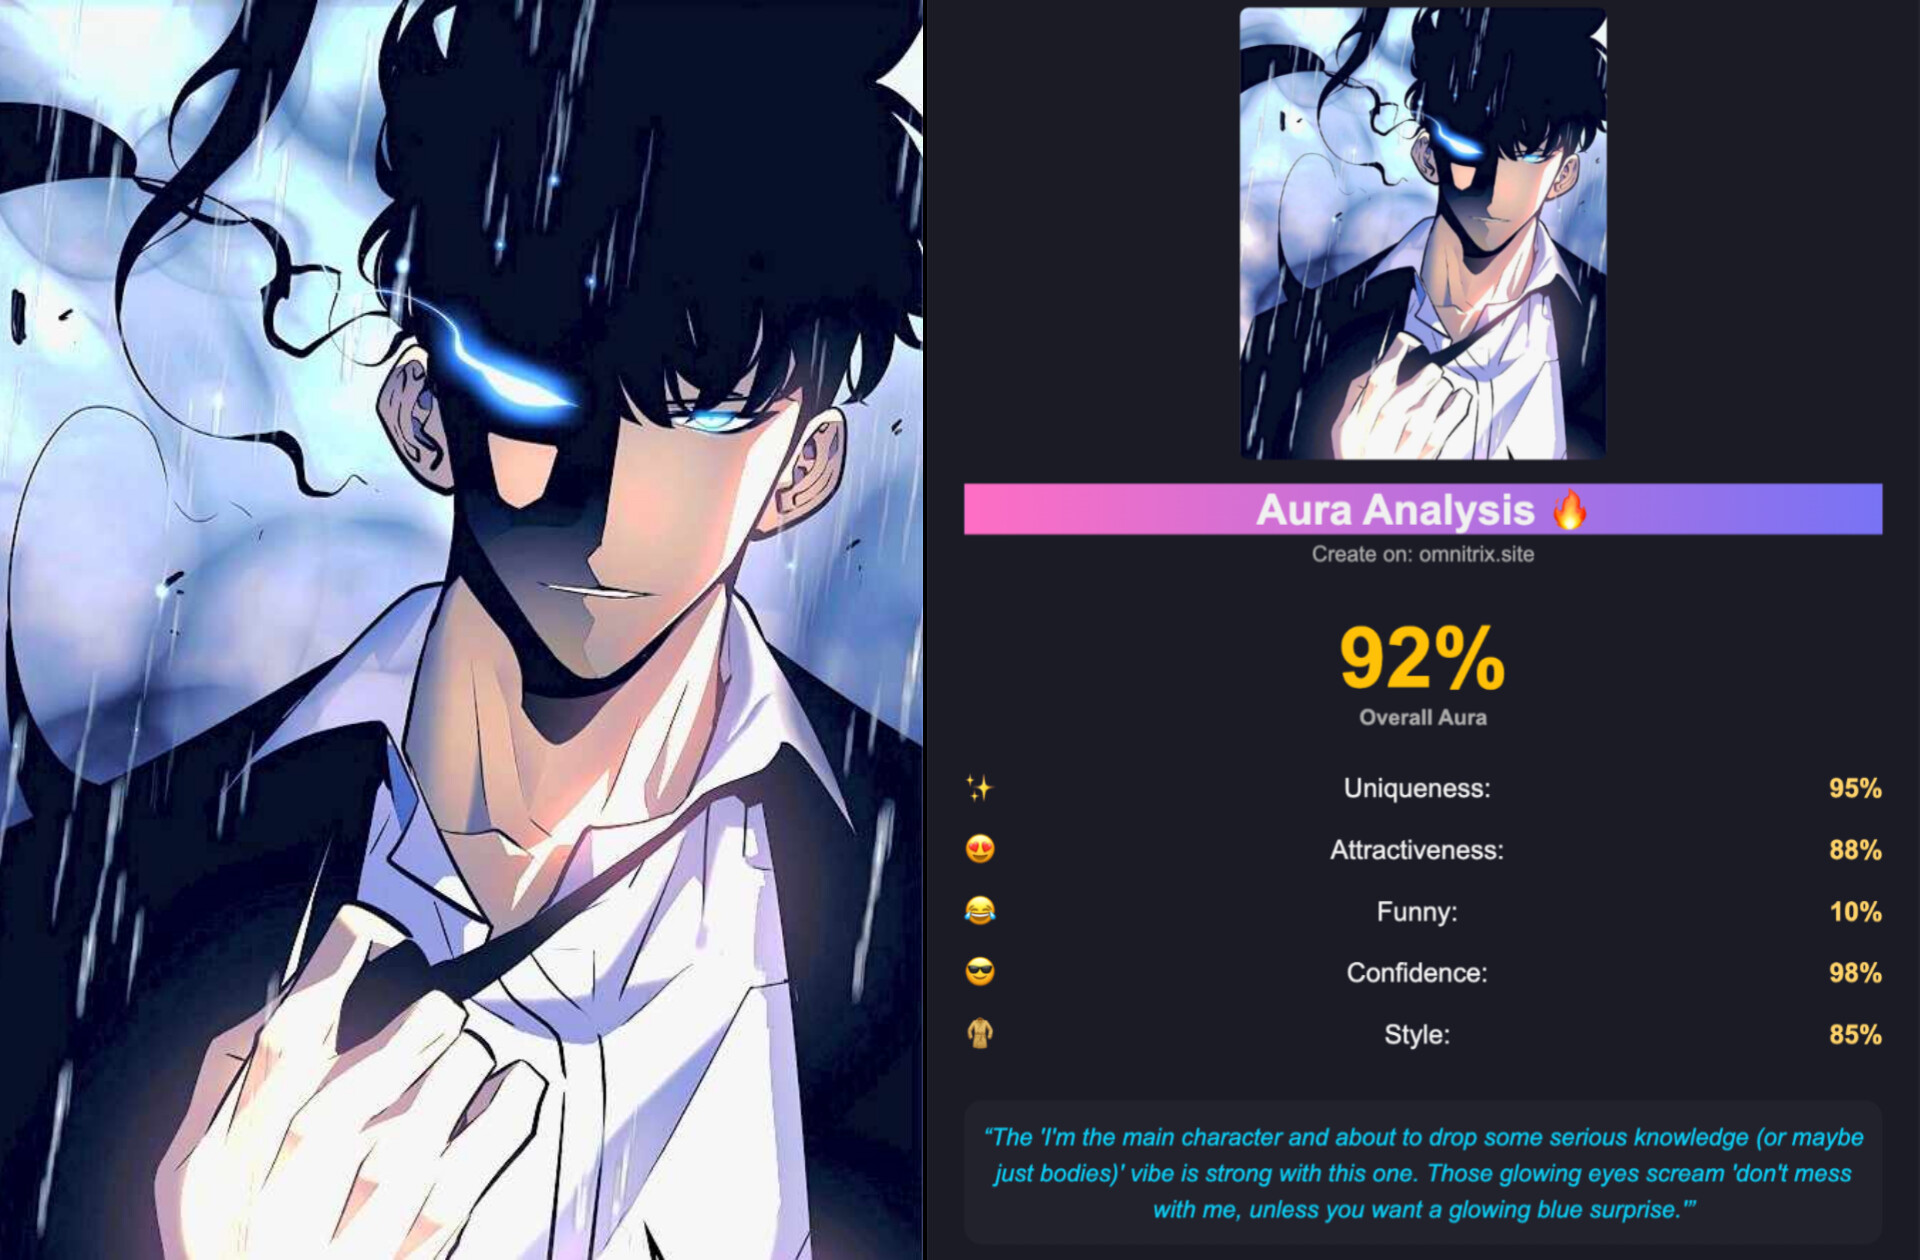 Aura Analysis 🔥
Create on: omnitrix.site
92%
Overall Aura
✨ Uniqueness: 95%
😍 Attractiveness: 88%
😂 Funny: 10%
😎 Confidence: 98%
🧥 Style: 85%
“The 'I'm the main character and about to drop some serious knowledge (or maybe
just bodies)' vibe is strong with this one. Those glowing eyes scream 'don't mess
with me, unless you want a glowing blue surprise.'”